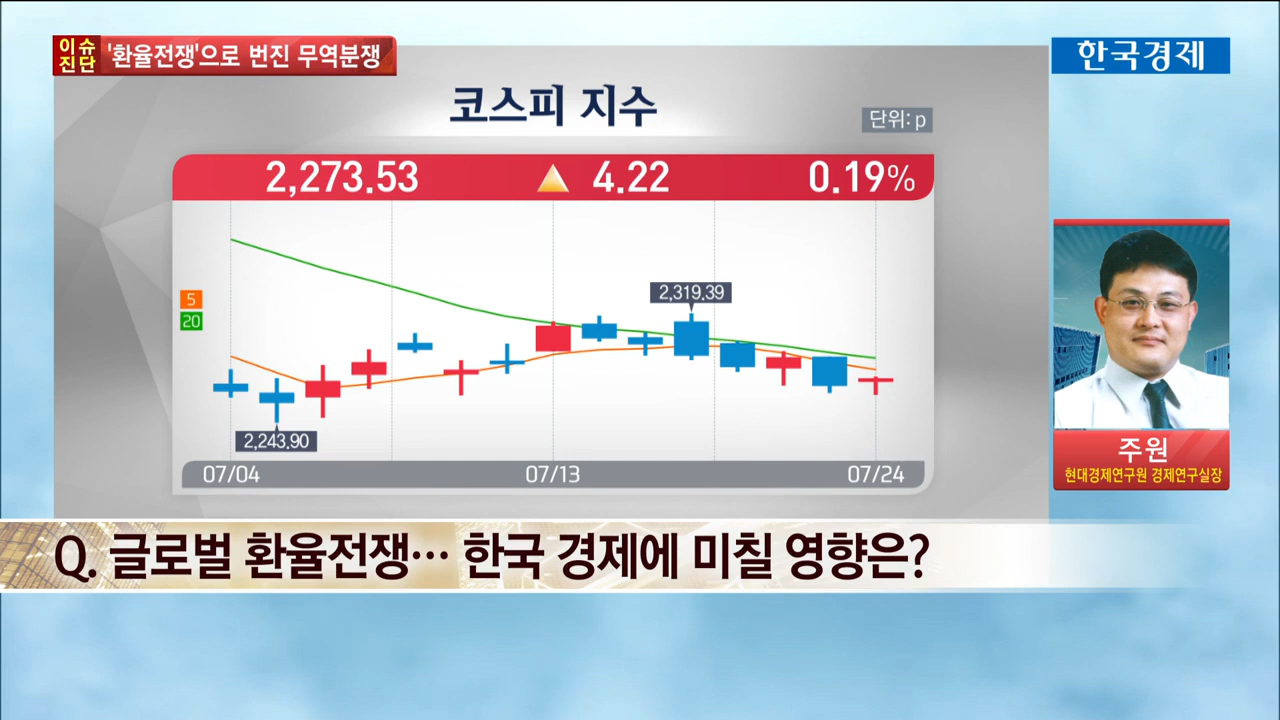 이슈
진단
'환율전쟁'으로 번진 무역분쟁
한국경제
코스피 지수
단위: p
2,273.53 ▲ 4.22 0.19%
5
20
2,319.39
2,243.90
07/04 07/13 07/24
주원
현대경제연구원 경제연구실장
Q. 글로벌 환율전쟁… 한국 경제에 미칠 영향은?